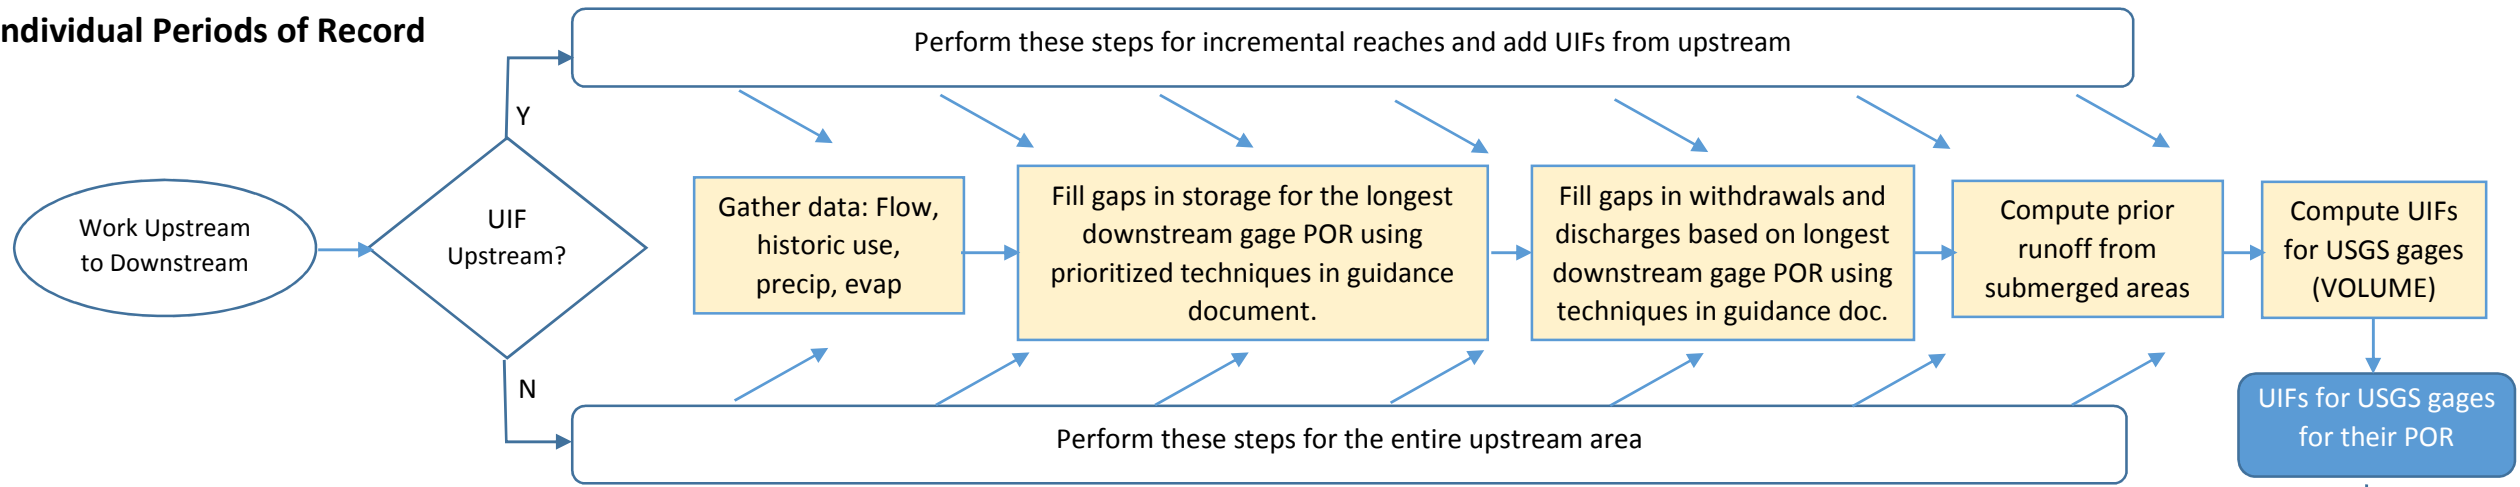 ndividual Periods of Record
Perform these steps for incremental reaches and add UIFs from upstream
Y
Work Upstream
to Downstream
UIF
Upstream?
Gather data: Flow,
historic use,
precip, evap
Fill gaps in storage for the longest
downstream gage POR using
prioritized techniques in guidance
document.
Fill gaps in withdrawals and
discharges based on longest
downstream gage POR using
techniques in guidance doc.
Compute prior
runoff from
submerged areas
Compute UIFs
for USGS gages
(VOLUME)
N
Perform these steps for the entire upstream area
UIFs for USGS gages
for their POR